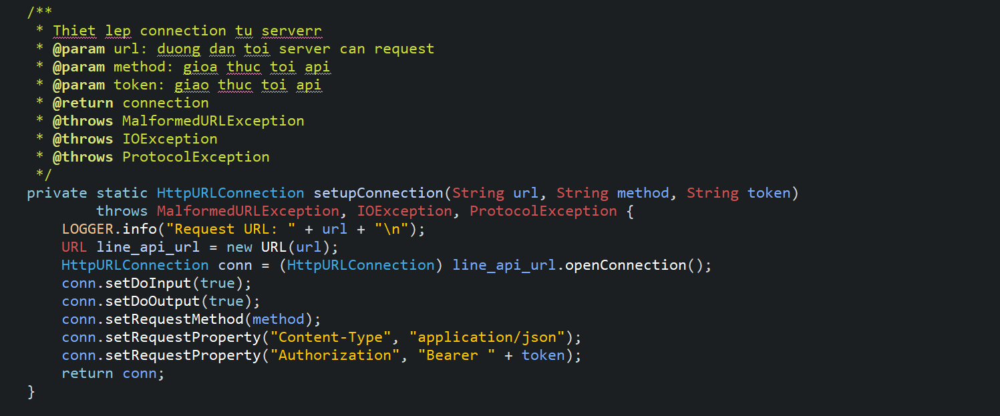 /**
 * Thiet lep connection tu serverr
 * @param url: duong dan toi server can request
 * @param method: gioa thuc toi api
 * @param token: giao thuc toi api
 * @return connection
 * @throws MalformedURLException
 * @throws IOException
 * @throws ProtocolException
 */
private static HttpURLConnection setupConnection(String url, String method, String token)
        throws MalformedURLException, IOException, ProtocolException {
    LOGGER.info("Request URL: " + url + "\n");
    URL line_api_url = new URL(url);
    HttpURLConnection conn = (HttpURLConnection) line_api_url.openConnection();
    conn.setDoInput(true);
    conn.setDoOutput(true);
    conn.setRequestMethod(method);
    conn.setRequestProperty("Content-Type", "application/json");
    conn.setRequestProperty("Authorization", "Bearer " + token);
    return conn;
}